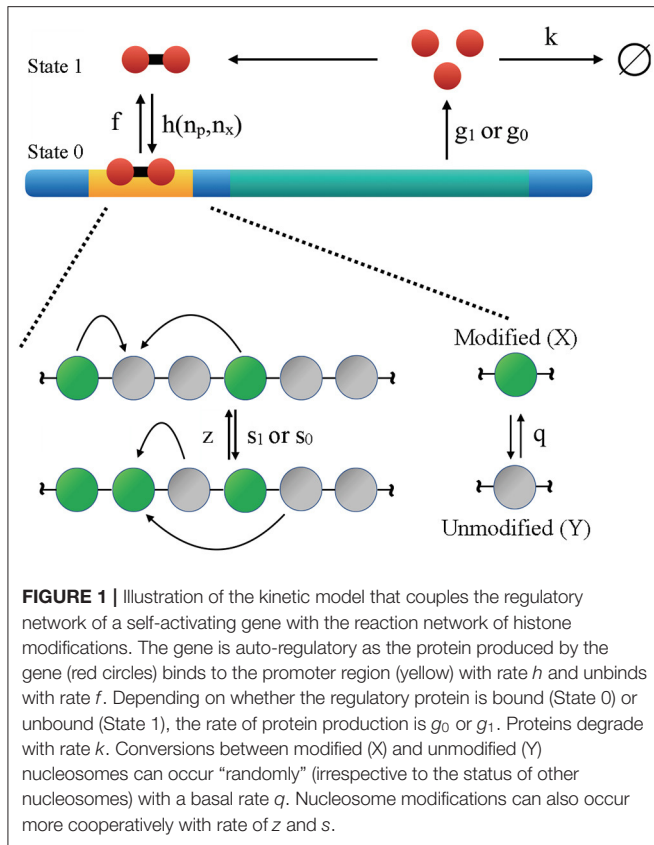 State 1
k
∅
f
h(nₚ,nₓ)
g₁ or g₀
State 0
Modified (X)
z
s₁ or s₀
q
Unmodified (Y)
FIGURE 1 | Illustration of the kinetic model that couples the regulatory
network of a self-activating gene with the reaction network of histone
modifications. The gene is auto-regulatory as the protein produced by the
gene (red circles) binds to the promoter region (yellow) with rate h and unbinds
with rate f. Depending on whether the regulatory protein is bound (State 0) or
unbound (State 1), the rate of protein production is g₀ or g₁. Proteins degrade
with rate k. Conversions between modified (X) and unmodified (Y)
nucleosomes can occur “randomly” (irrespective to the status of other
nucleosomes) with a basal rate q. Nucleosome modifications can also occur
more cooperatively with rate of z and s.